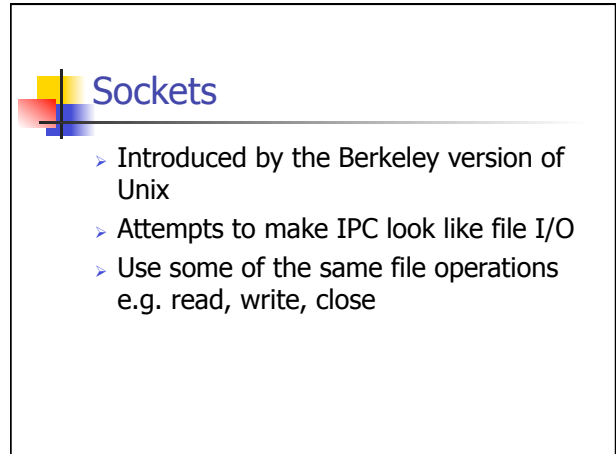 Sockets
➢ Introduced by the Berkeley version of
Unix
➢ Attempts to make IPC look like file I/O
➢ Use some of the same file operations
e.g. read, write, close